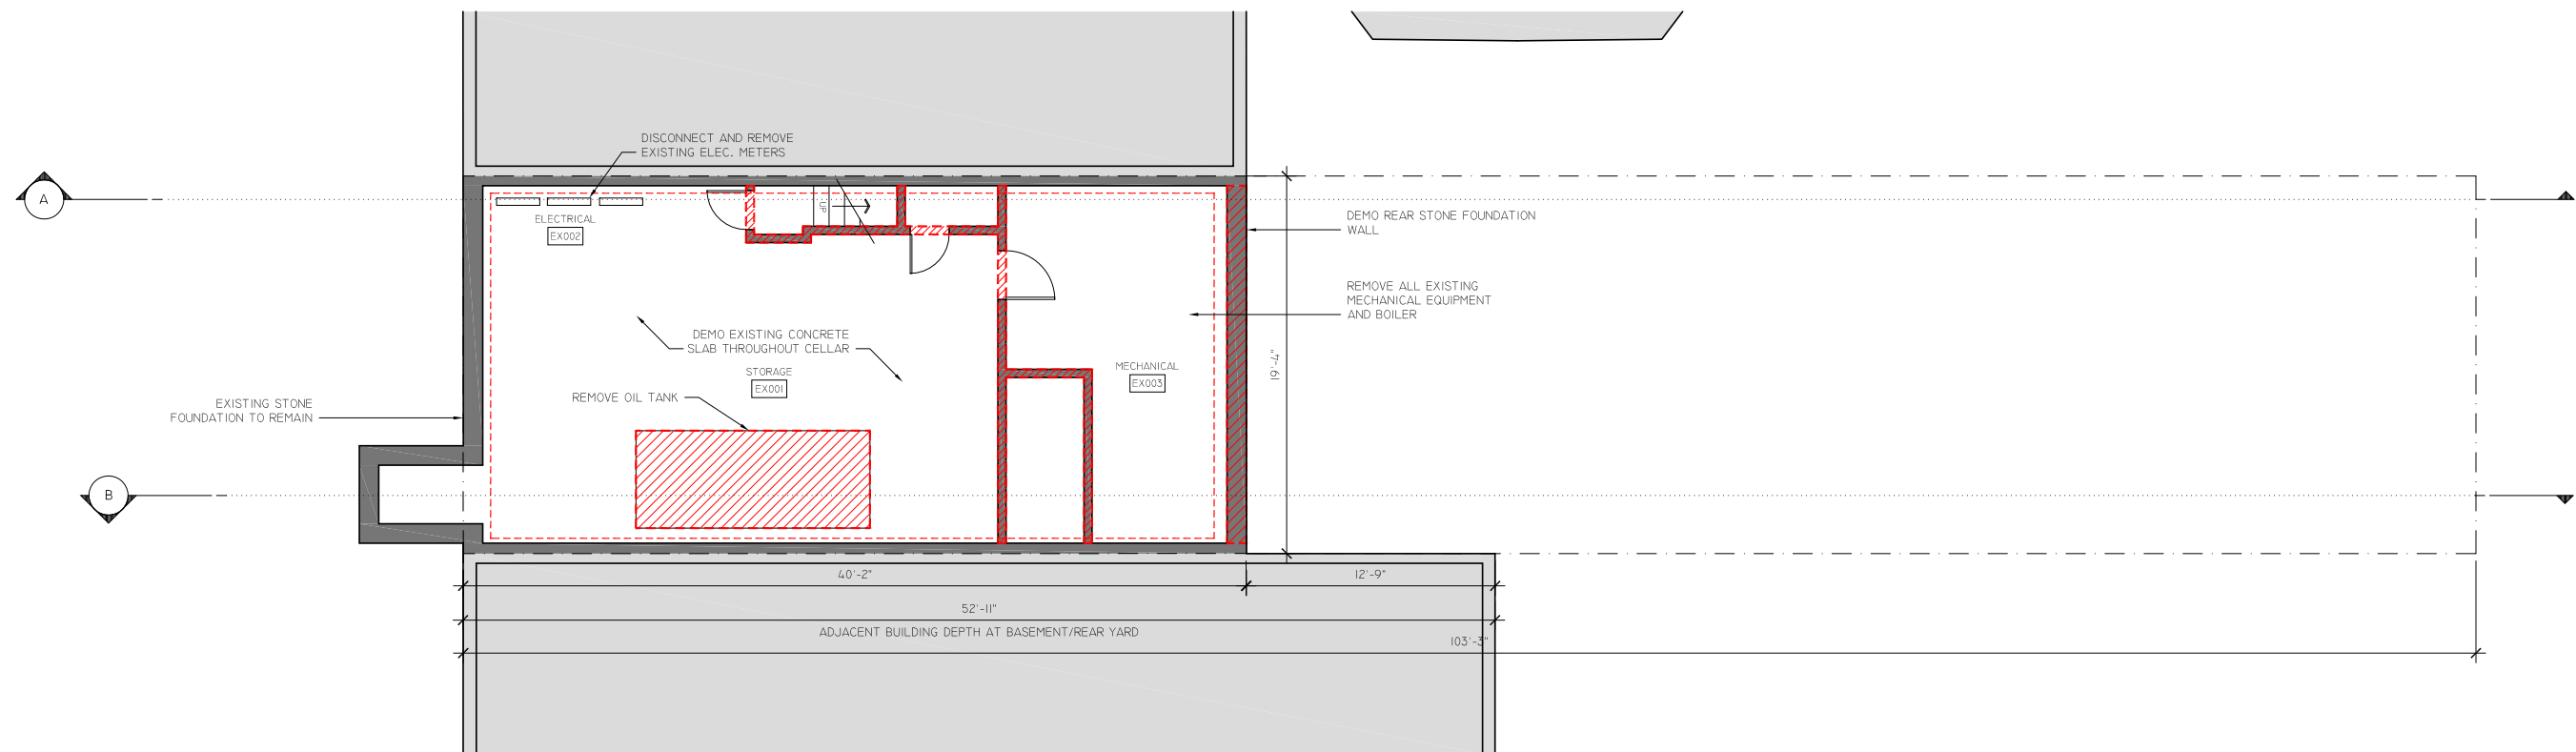 DISCONNECT AND REMOVE
EXISTING ELEC. METERS
A
UP
ELECTRICAL
EX002
DEMO REAR STONE FOUNDATION
WALL
REMOVE ALL EXISTING
MECHANICAL EQUIPMENT
AND BOILER
DEMO EXISTING CONCRETE
SLAB THROUGHOUT CELLAR
19'-7"
STORAGE
EX001
MECHANICAL
EX003
REMOVE OIL TANK
EXISTING STONE
FOUNDATION TO REMAIN
B
40'-2"
12'-9"
52'-11"
ADJACENT BUILDING DEPTH AT BASEMENT/REAR YARD
103'-3"